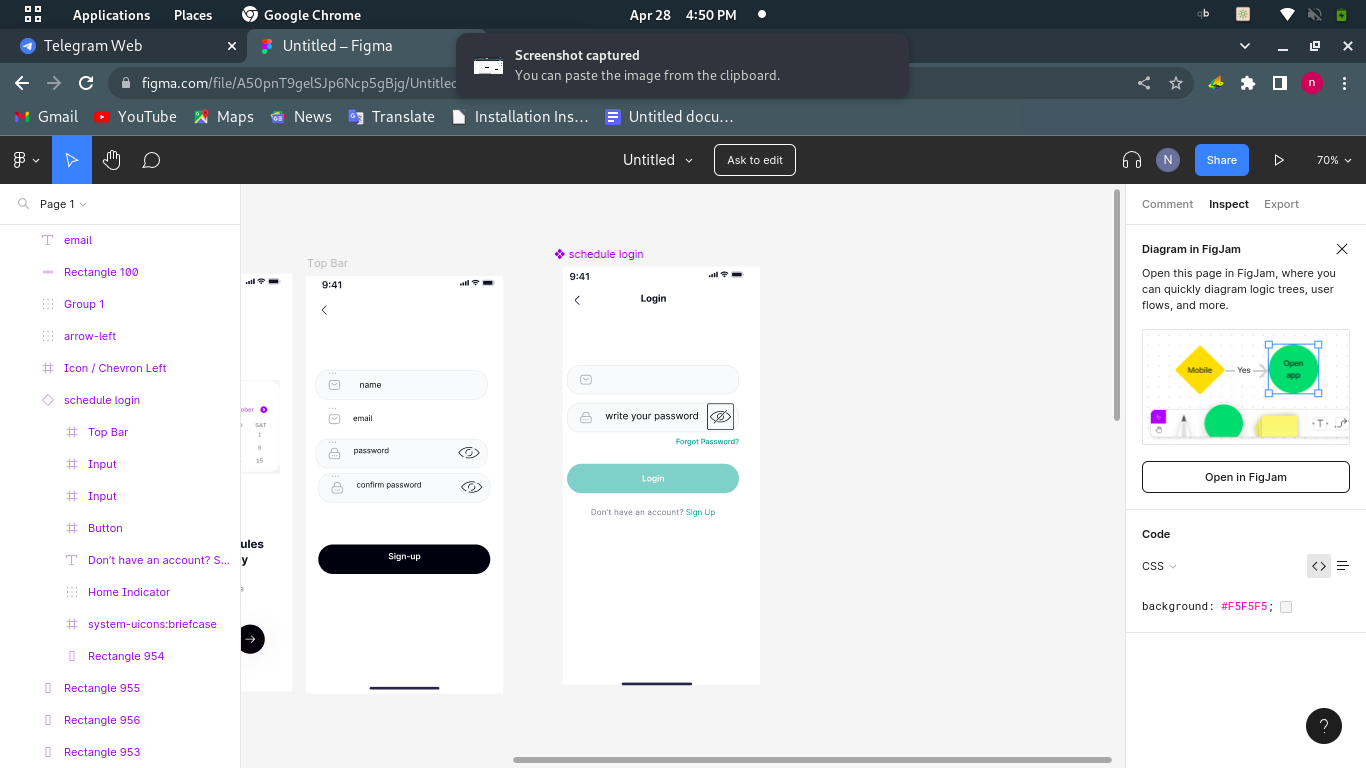 Applications
Places
Google Chrome
Apr 28 4:50 PM
qb
Telegram Web
Untitled – Figma
Screenshot captured
You can paste the image from the clipboard.
figma.com/file/A50pnT9gelSJp6Ncp5gBjg/Untitled
n
Gmail
YouTube
Maps
News
Translate
Installation Ins…
Untitled docu…
Untitled
Ask to edit
N
Share
70%
Page 1
email
Rectangle 100
Group 1
arrow-left
Icon / Chevron Left
schedule login
Top Bar
Input
Input
Button
Don't have an account? S...
Home Indicator
system-uicons:briefcase
Rectangle 954
Rectangle 955
Rectangle 956
Rectangle 953
ober
SAT
1
8
15
ules
y
Top Bar
9:41
name
email
password
confirm password
Sign-up
schedule login
9:41
Login
write your password
Forgot Password?
Login
Don't have an account? Sign Up
Comment
Inspect
Export
Diagram in FigJam
Open this page in FigJam, where you
can quickly diagram logic trees, user
flows, and more.
Mobile
Yes
Open
app
T
Open in FigJam
Code
CSS
background: #F5F5F5;
?